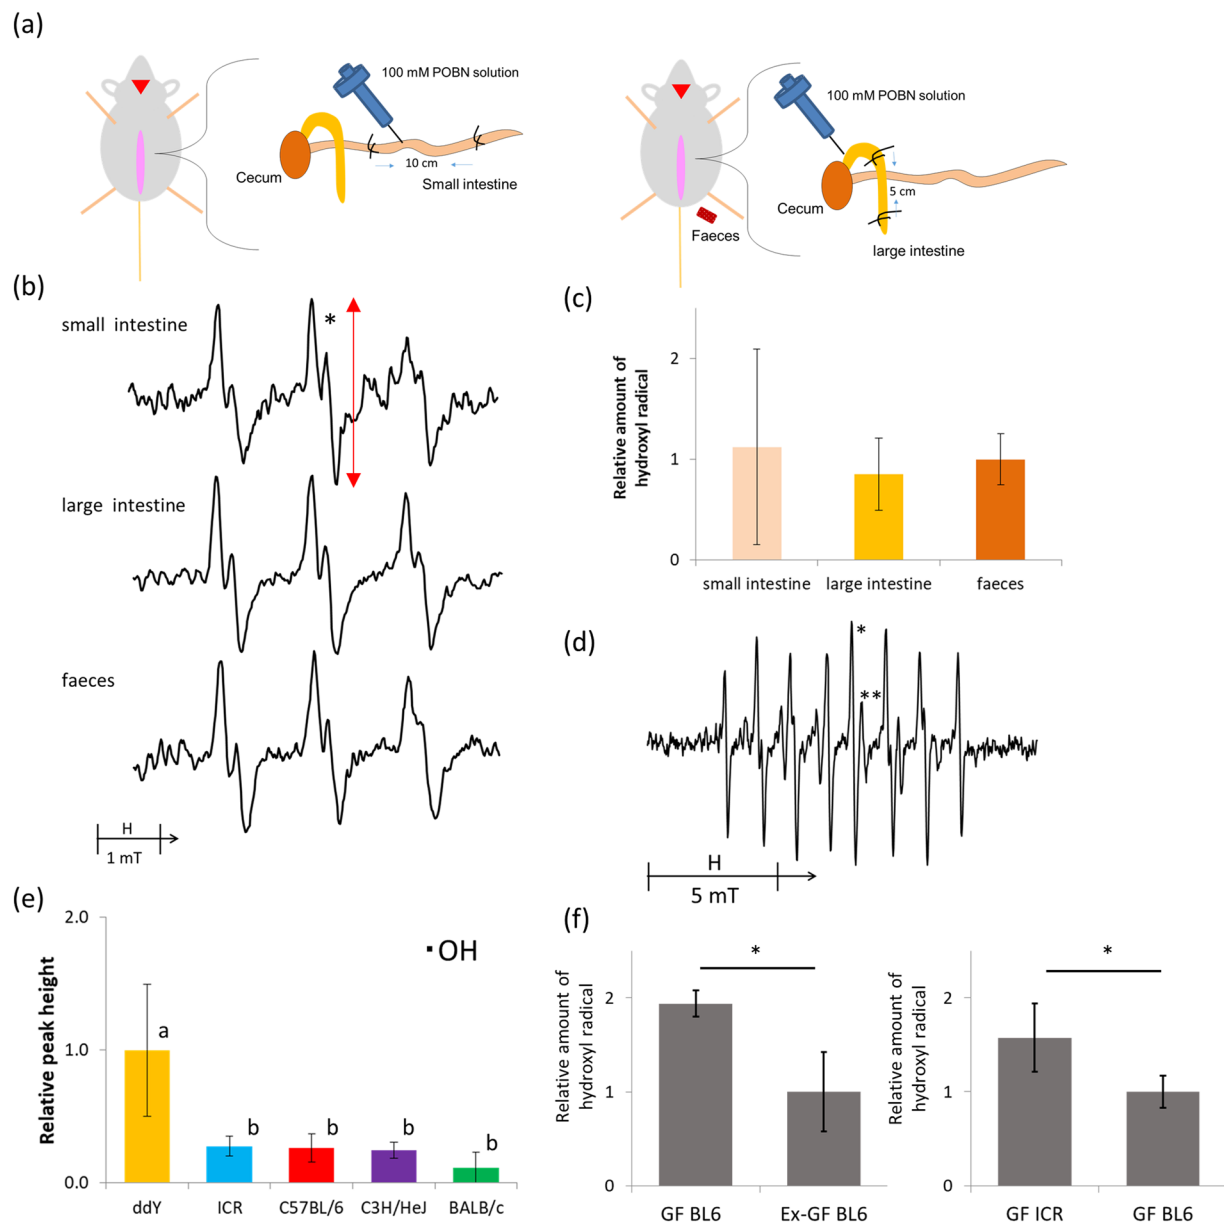 (a)
100 mM POBN solution
Cecum
10 cm
Small intestine
100 mM POBN solution
Cecum
5 cm
Faeces
large intestine
(b)
small intestine
*
large intestine
faeces
H
1 mT
(c)
Relative amount of
hydroxyl radical
2
1
0
small intestine
large intestine
faeces
(d)
*
**
H
5 mT
(e)
Relative peak height
2.0
1.0
0.0
·OH
a
b
b
b
b
ddY
ICR
C57BL/6
C3H/HeJ
BALB/c
(f)
Relative amount of
hydroxyl radical
2
1
0
*
GF BL6
Ex-GF BL6
Relative amount of
hydroxyl radical
2
1
0
*
GF ICR
GF BL6